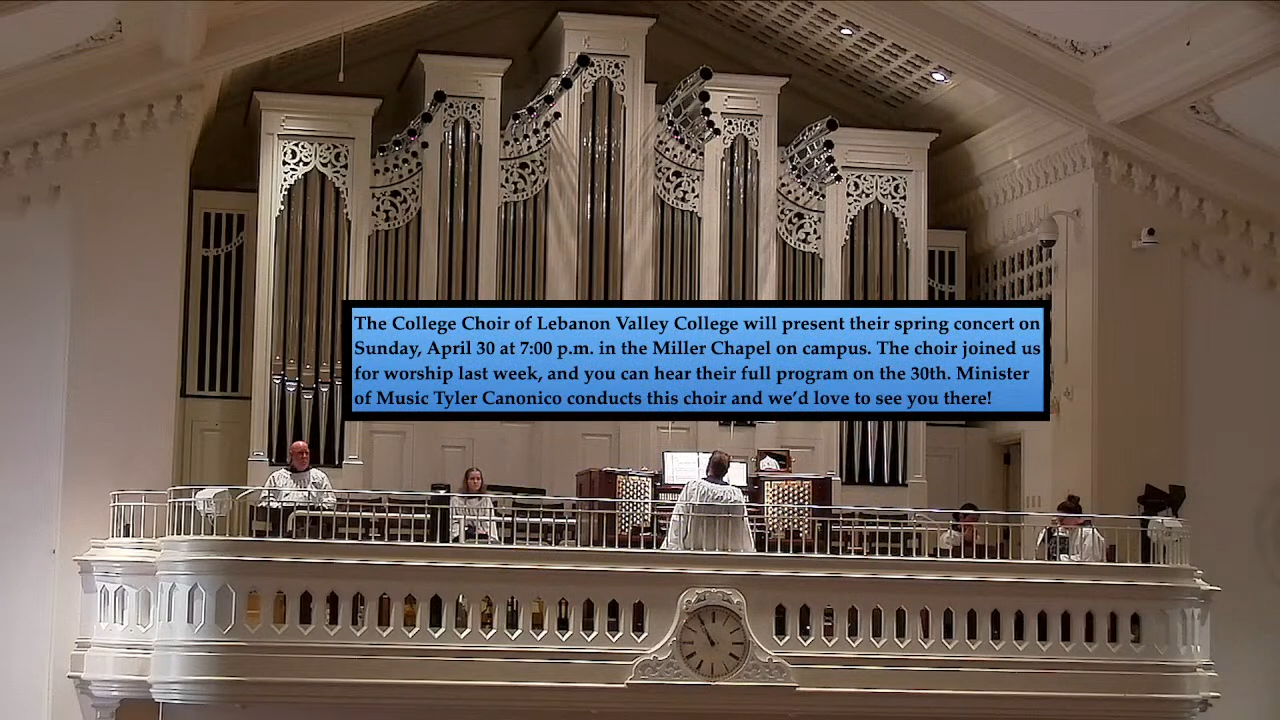 The College Choir of Lebanon Valley College will present their spring concert on
Sunday, April 30 at 7:00 p.m. in the Miller Chapel on campus. The choir joined us
for worship last week, and you can hear their full program on the 30th. Minister
of Music Tyler Canonico conducts this choir and we'd love to see you there!